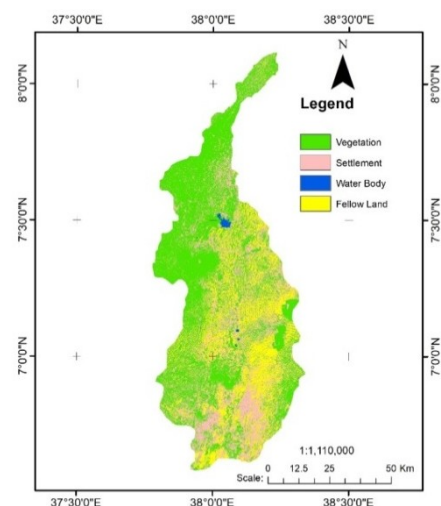 37°30'0"E 38°0'0"E 38°30'0"E
N
8°0'0"N 8°0'0"N
Legend
Vegetation
Settlement
Water Body
Fellow Land
7°30'0"N 7°30'0"N
7°0'0"N 7°0'0"N
1:1,110,000
0 12.5 25 50 Km
Scale:
37°30'0"E 38°0'0"E 38°30'0"E